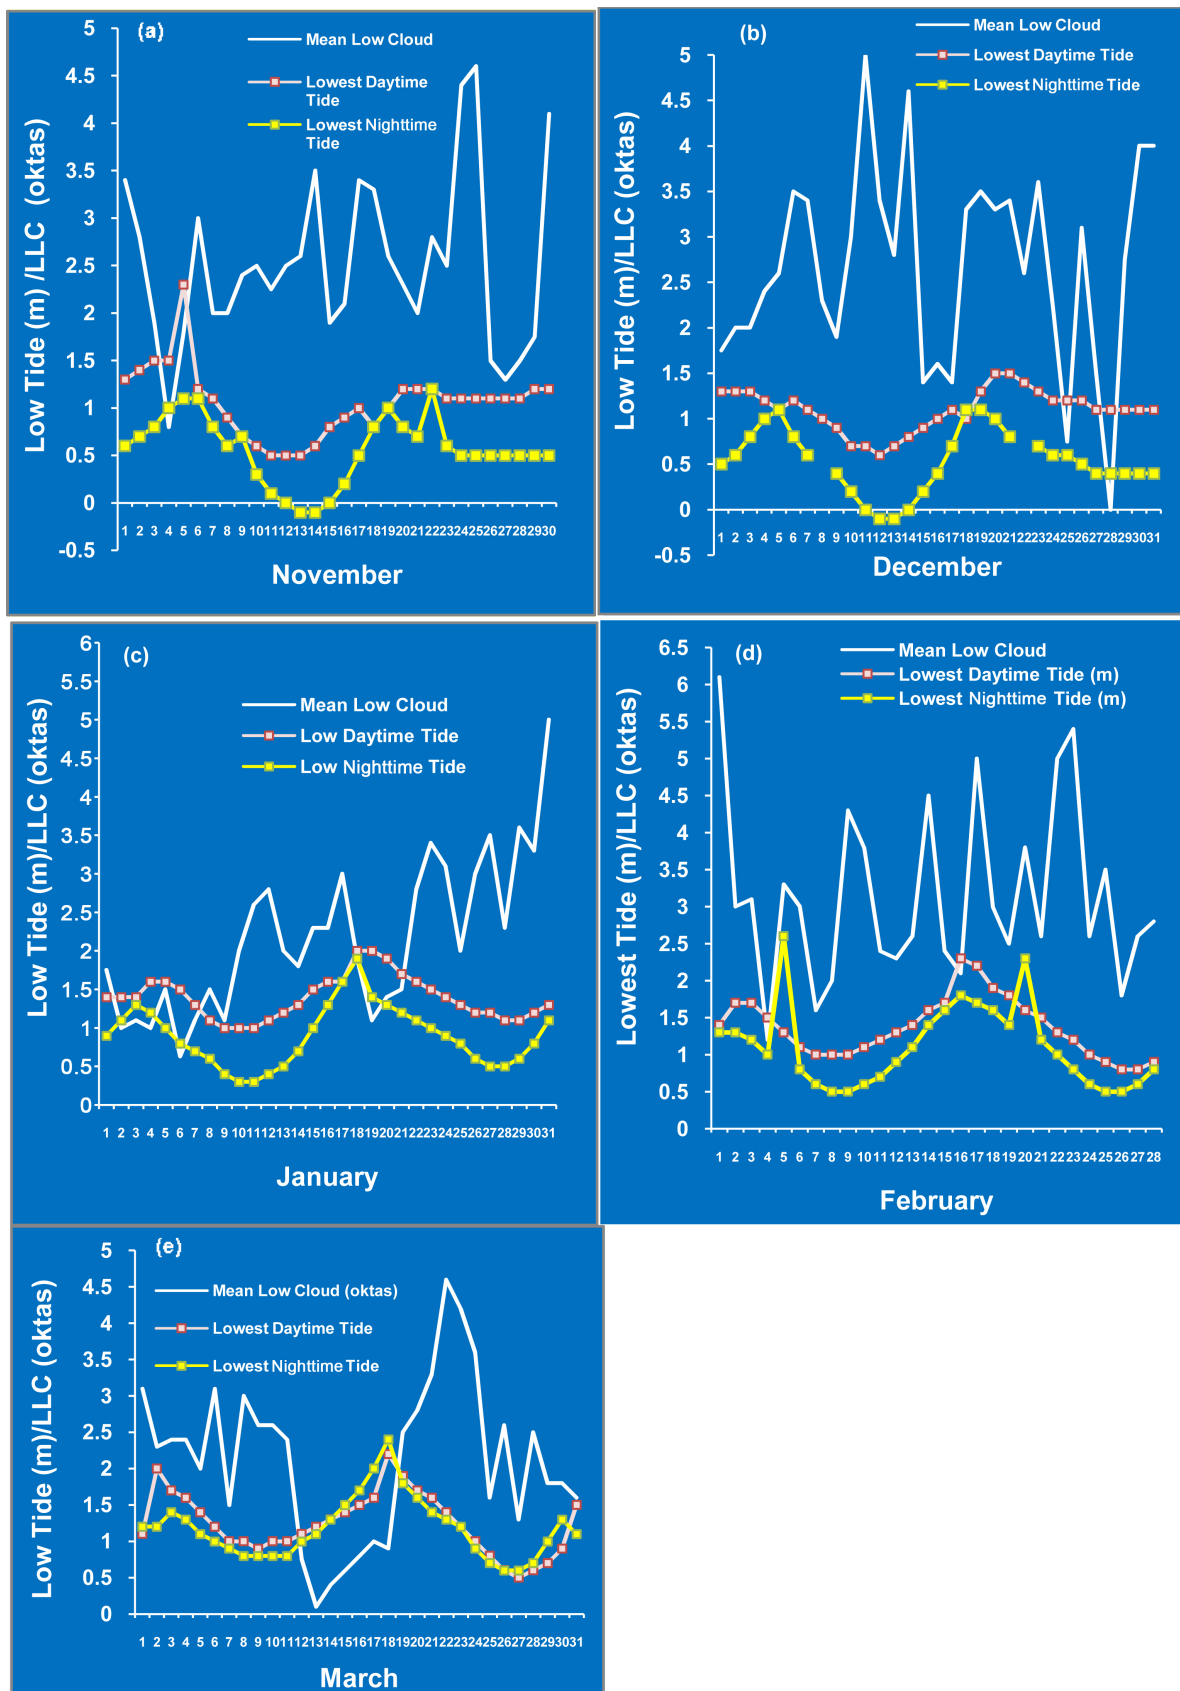 (a)
Mean Low Cloud
Lowest Daytime
Tide
Lowest Nighttime
Tide
Low Tide (m) /LLC (oktas)
5
4.5
4
3.5
3
2.5
2
1.5
1
0.5
0
-0.5
1 2 3 4 5 6 7 8 9 10 11 12 13 14 15 16 17 18 19 20 21 22 23 24 25 26 27 28 29 30
November
(b)
Mean Low Cloud
Lowest Daytime Tide
Lowest Nighttime Tide
Low Tide (m)/LLC (oktas)
5
4.5
4
3.5
3
2.5
2
1.5
1
0.5
0
-0.5
1 2 3 4 5 6 7 8 9 10 11 12 13 14 15 16 17 18 19 20 21 22 23 24 25 26 27 28 29 30 31
December
(c)
Mean Low Cloud
Low Daytime Tide
Low Nighttime Tide
Low Tide (m)/LLC (oktas)
6
5.5
5
4.5
4
3.5
3
2.5
2
1.5
1
0.5
0
1 2 3 4 5 6 7 8 9 10 11 12 13 14 15 16 17 18 19 20 21 22 23 24 25 26 27 28 29 30 31
January
(d)
Mean Low Cloud
Lowest Daytime Tide (m)
Lowest Nighttime Tide (m)
Lowest Tide (m)/LLC (oktas)
6.5
6
5.5
5
4.5
4
3.5
3
2.5
2
1.5
1
0.5
0
1 2 3 4 5 6 7 8 9 10 11 12 13 14 15 16 17 18 19 20 21 22 23 24 25 26 27 28
February
(e)
Mean Low Cloud (oktas)
Lowest Daytime Tide
Lowest Nighttime Tide
Low Tide (m)/LLC (oktas)
5
4.5
4
3.5
3
2.5
2
1.5
1
0.5
0
1 2 3 4 5 6 7 8 9 10 11 12 13 14 15 16 17 18 19 20 21 22 23 24 25 26 27 28 29 30 31
March